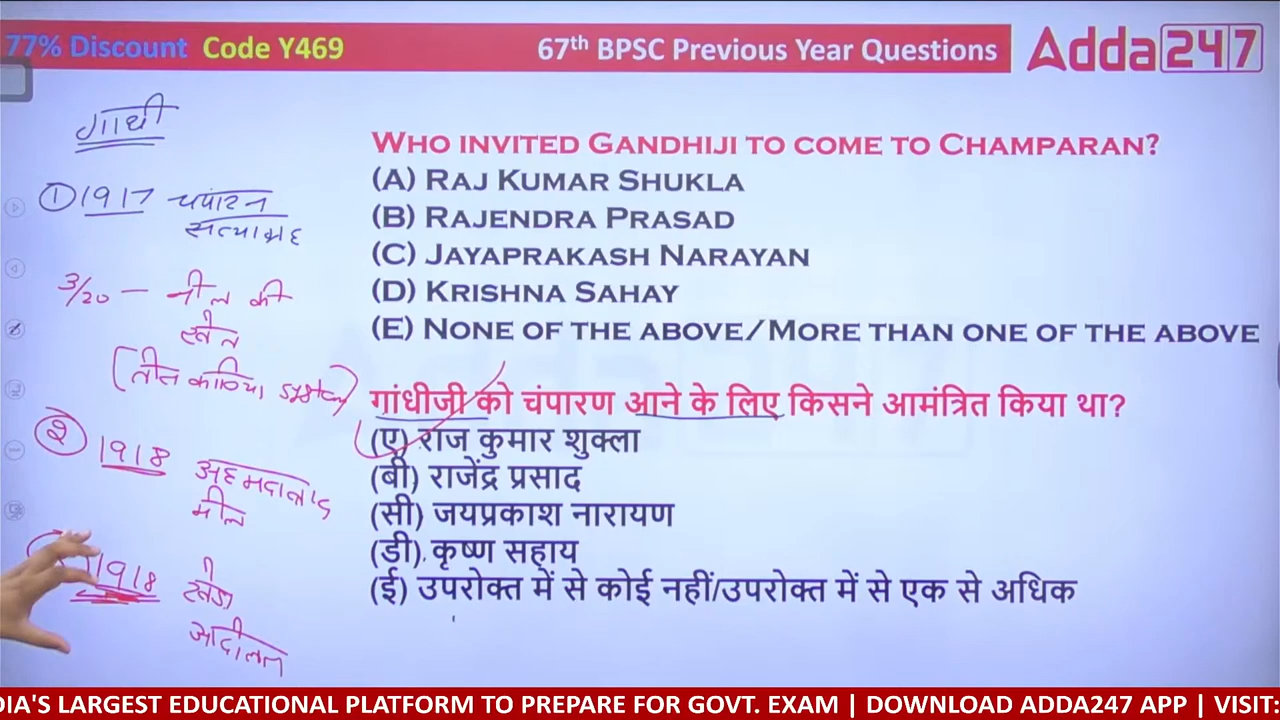 77% Discount Code Y469
67th BPSC Previous Year Questions
Adda247
गांधी
① 1917 चंपारन
सत्याग्रह
3/20 — नील की
खेत
(तीन कठिया
② 1918 अहमदाबाद
मील
1918 खेडा
आंदोलन
WHO INVITED GANDHIJI TO COME TO CHAMPARAN?
(A) RAJ KUMAR SHUKLA
(B) RAJENDRA PRASAD
(C) JAYAPRAKASH NARAYAN
(D) KRISHNA SAHAY
(E) NONE OF THE ABOVE/MORE THAN ONE OF THE ABOVE
गांधीजी को चंपारण आने के लिए किसने आमंत्रित किया था?
(ए) राज कुमार शुक्ला
(बी) राजेंद्र प्रसाद
(सी) जयप्रकाश नारायण
(डी). कृष्ण सहाय
(ई) उपरोक्त में से कोई नहीं/उपरोक्त में से एक से अधिक
DIA'S LARGEST EDUCATIONAL PLATFORM TO PREPARE FOR GOVT. EXAM | DOWNLOAD ADDA247 APP | VISIT: